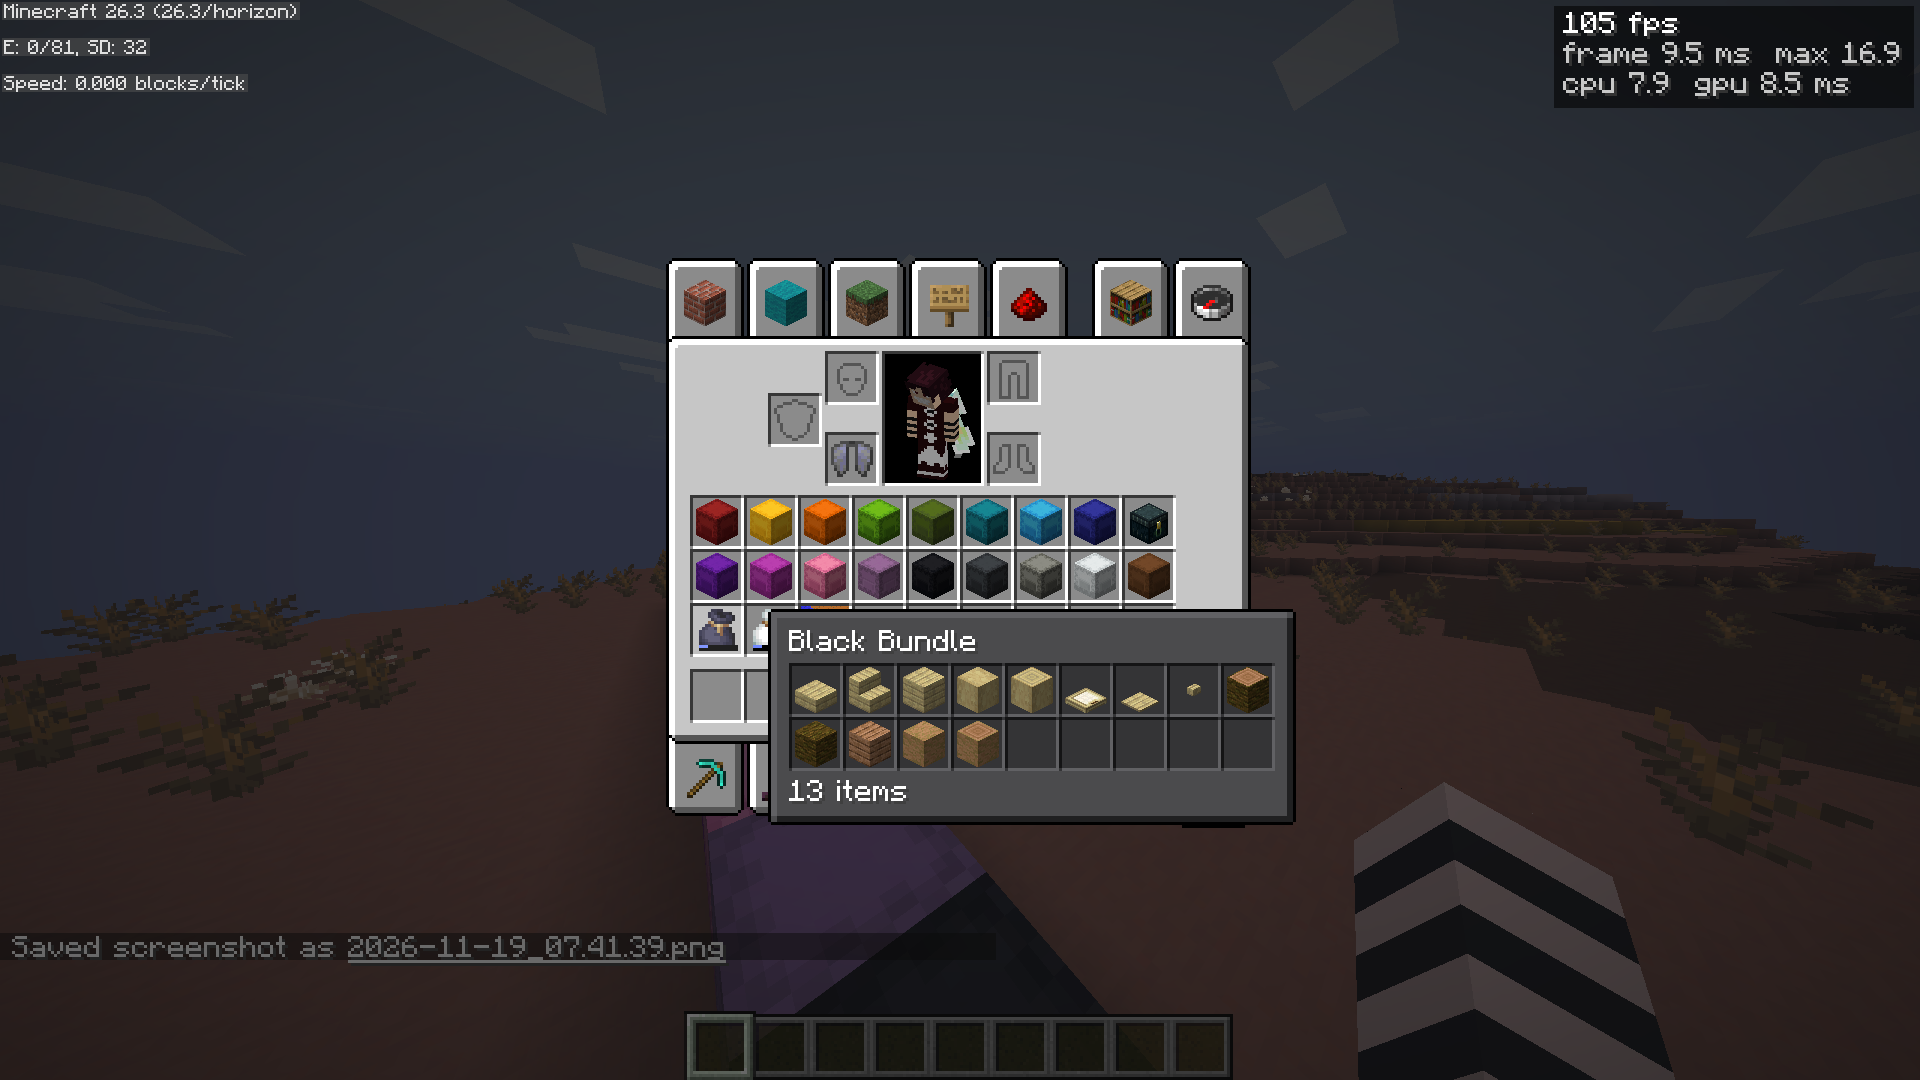 Minecraft 26.3 (26.3/horizon)
E: 0/81, SD: 32
Speed: 0.000 blocks/tick
105 fps
frame 9.5 ms max 16.9
cpu 7.9 gpu 8.5 ms
Black Bundle
13 items
Saved screenshot as 2026-11-19_07.41.39.png